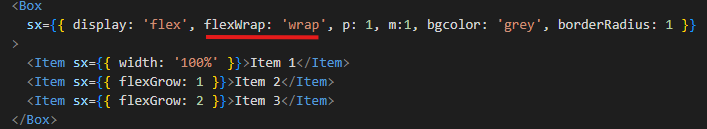 <Box
sx={{ display: 'flex', flexWrap: 'wrap', p: 1, m:1, bgcolor: 'grey', borderRadius: 1 }}
>
<Item sx={{ width: '100%' }}>Item 1</Item>
<Item sx={{ flexGrow: 1 }}>Item 2</Item>
<Item sx={{ flexGrow: 2 }}>Item 3</Item>
</Box>